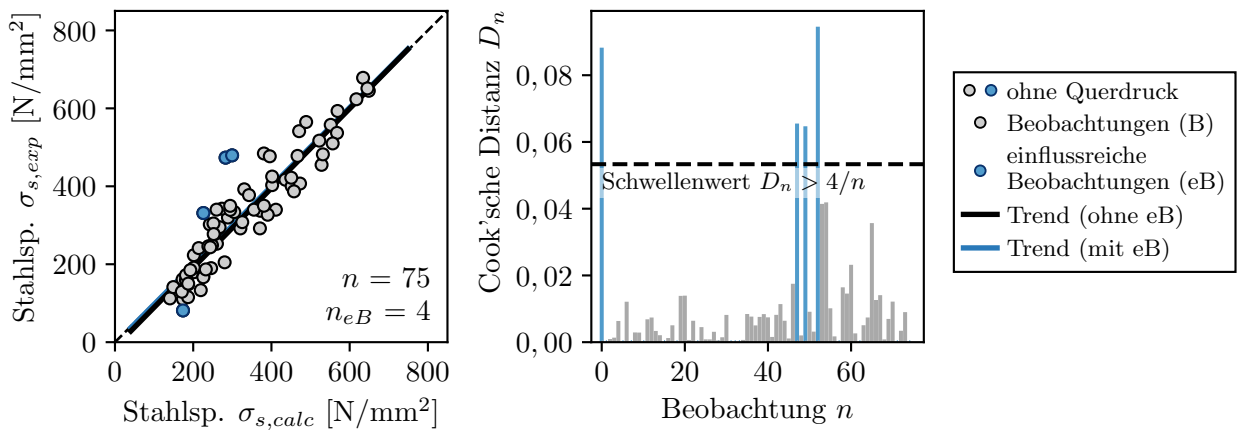 Stahlsp. σs,exp [N/mm²]
800
600
400
200
0
0 200 400 600 800
Stahlsp. σs,calc [N/mm²]
n = 75
neB = 4
Cook'sche Distanz Dn
0,08
0,06
0,04
0,02
0,00
0 20 40 60
Beobachtung n
Schwellenwert Dn > 4/n
ohne Querdruck
Beobachtungen (B)
einflussreiche
Beobachtungen (eB)
Trend (ohne eB)
Trend (mit eB)